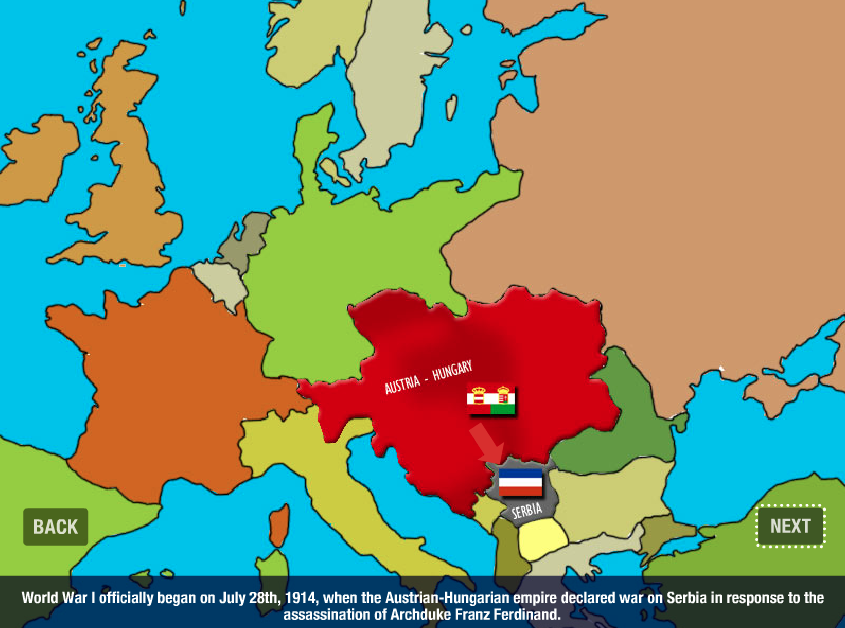 AUSTRIA - HUNGARY
SERBIA
BACK
NEXT
World War I officially began on July 28th, 1914, when the Austrian-Hungarian empire declared war on Serbia in response to the
assassination of Archduke Franz Ferdinand.